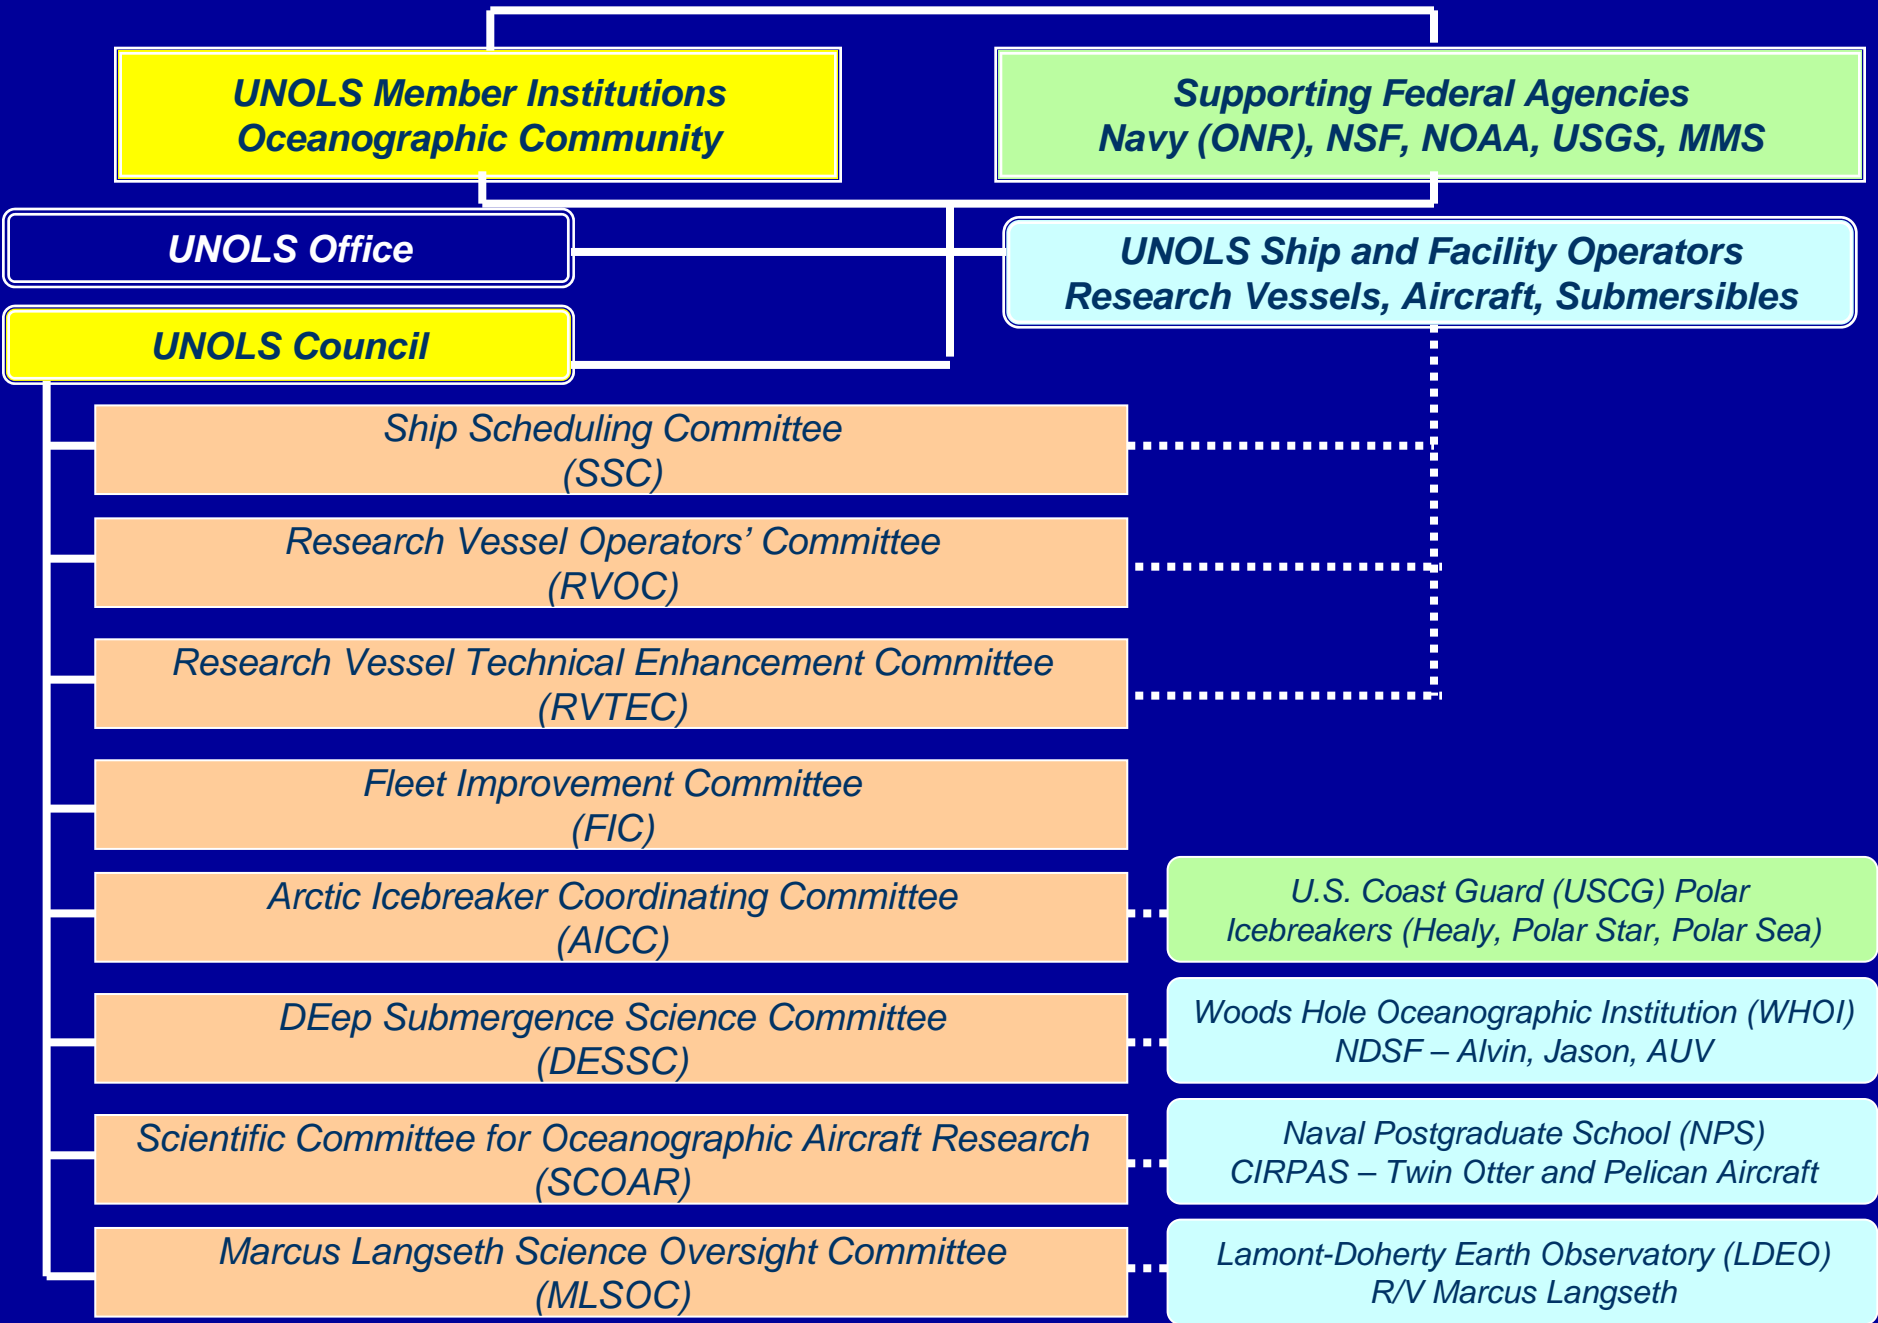 UNOLS Member Institutions
Oceanographic Community
Supporting Federal Agencies
Navy (ONR), NSF, NOAA, USGS, MMS
UNOLS Office
UNOLS Ship and Facility Operators
Research Vessels, Aircraft, Submersibles
UNOLS Council
Ship Scheduling Committee
(SSC)
Research Vessel Operators’ Committee
(RVOC)
Research Vessel Technical Enhancement Committee
(RVTEC)
Fleet Improvement Committee
(FIC)
Arctic Icebreaker Coordinating Committee
(AICC)
U.S. Coast Guard (USCG) Polar
Icebreakers (Healy, Polar Star, Polar Sea)
DEep Submergence Science Committee
(DESSC)
Woods Hole Oceanographic Institution (WHOI)
NDSF – Alvin, Jason, AUV
Scientific Committee for Oceanographic Aircraft Research
(SCOAR)
Naval Postgraduate School (NPS)
CIRPAS – Twin Otter and Pelican Aircraft
Marcus Langseth Science Oversight Committee
(MLSOC)
Lamont-Doherty Earth Observatory (LDEO)
R/V Marcus Langseth